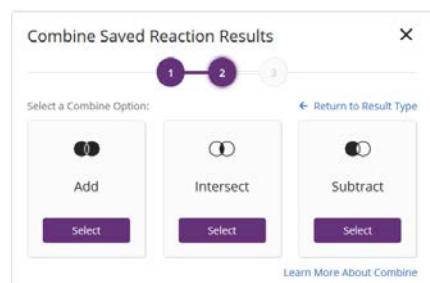 Combine Saved Reaction Results
1 2 3
Select a Combine Option: ← Return to Result Type
Add Intersect Subtract
Select Select Select
Learn More About Combine